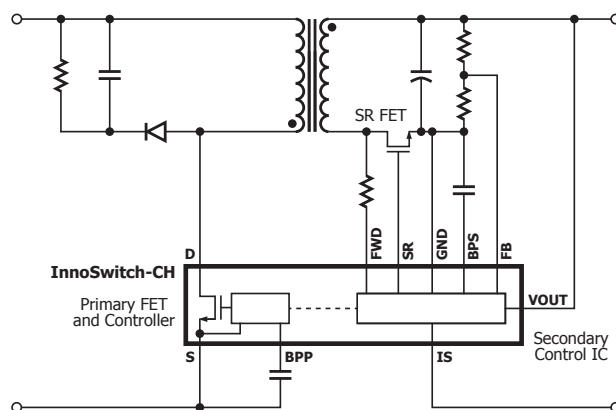 SR FET
FWD
SR
GND
BPS
FB
D
InnoSwitch-CH
VOUT
Primary FET
and Controller
Secondary
Control IC
S
BPP
IS